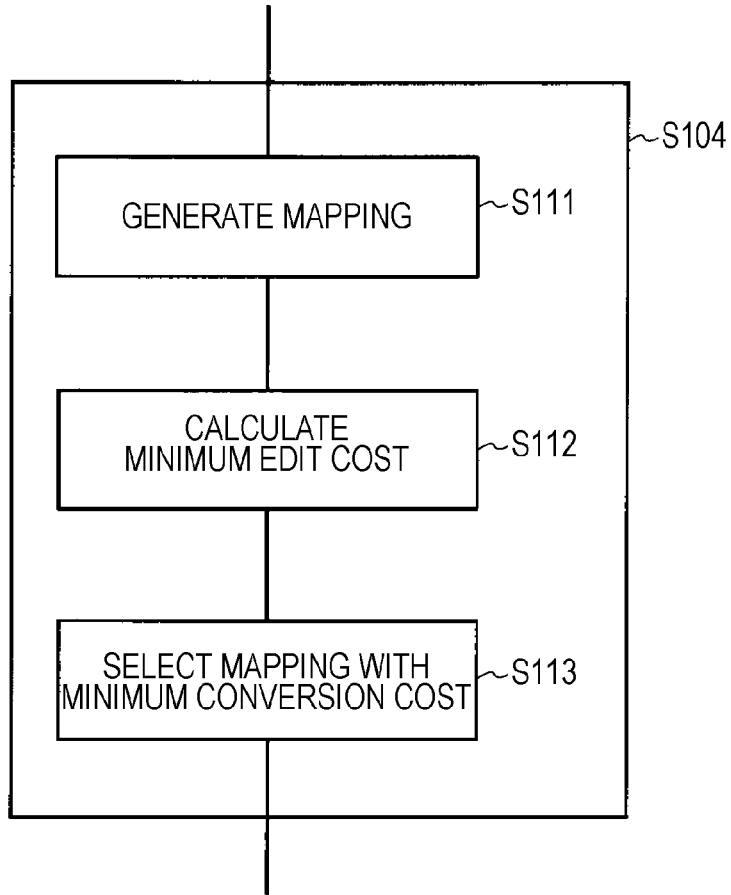 S104
GENERATE MAPPING
S111
CALCULATE
MINIMUM EDIT COST
S112
SELECT MAPPING WITH
MINIMUM CONVERSION COST
S113